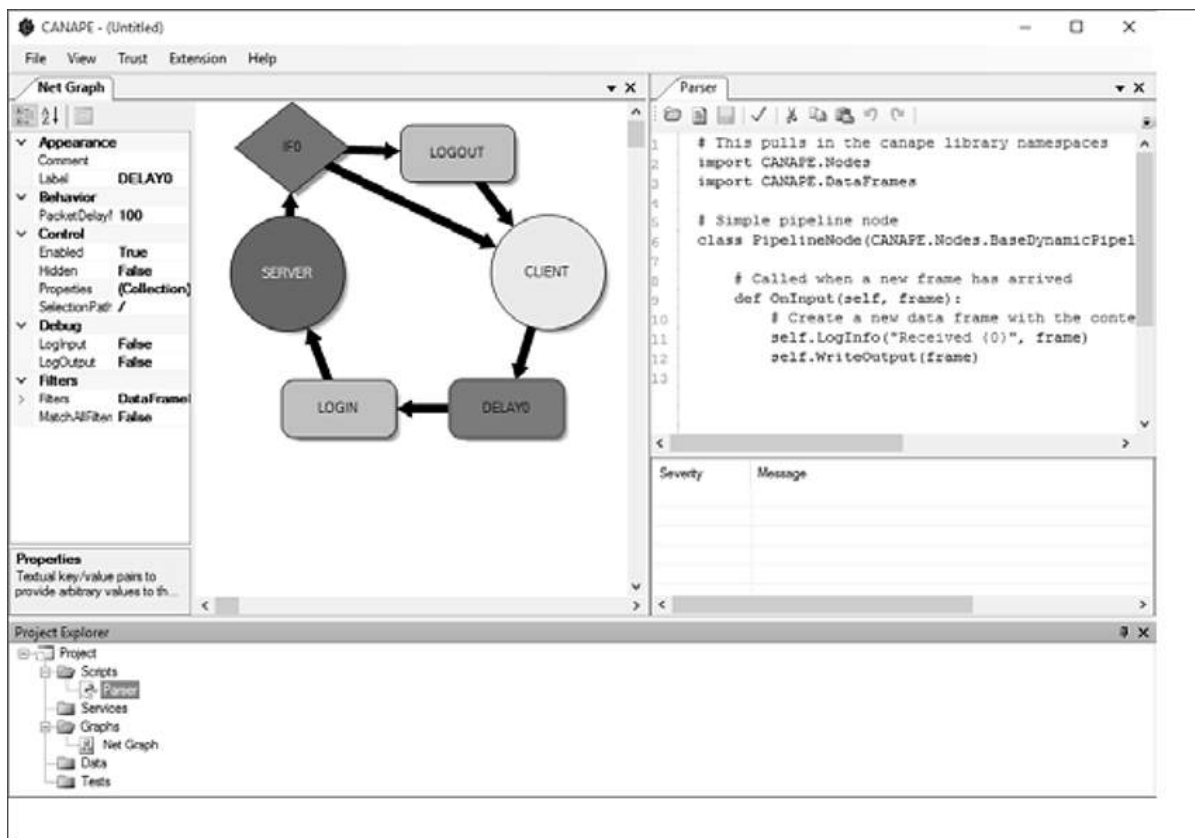 CANAPE - (Untitled)
File View Trust Extension Help
Net Graph
Appearance
Comment
Label DELAY0
Behavior
PacketDelayI 100
Control
Enabled True
Hidden False
Properties (Collection)
SelectionPath /
Debug
LogInput False
LogOutput False
Filters
Filters DataFrameI
MatchAllFilters False
Properties
Textual key/value pairs to
provide arbitrary values to th...
IF0
LOGOUT
SERVER
CLIENT
LOGIN
DELAY0
Parser
1 # This pulls in the canape library namespaces
2 import CANAPE.Nodes
3 import CANAPE.DataFrames
4
5 # Simple pipeline node
6 class PipelineNode(CANAPE.Nodes.BaseDynamicPipel
7
8 # Called when a new frame has arrived
9 def OnInput(self, frame):
10 # Create a new data frame with the conte
11 self.LogInfo("Received {0}", frame)
12 self.WriteOutput(frame)
13
Severity Message
Project Explorer
Project
Scripts
Parser
Services
Graphs
Net Graph
Data
Tests